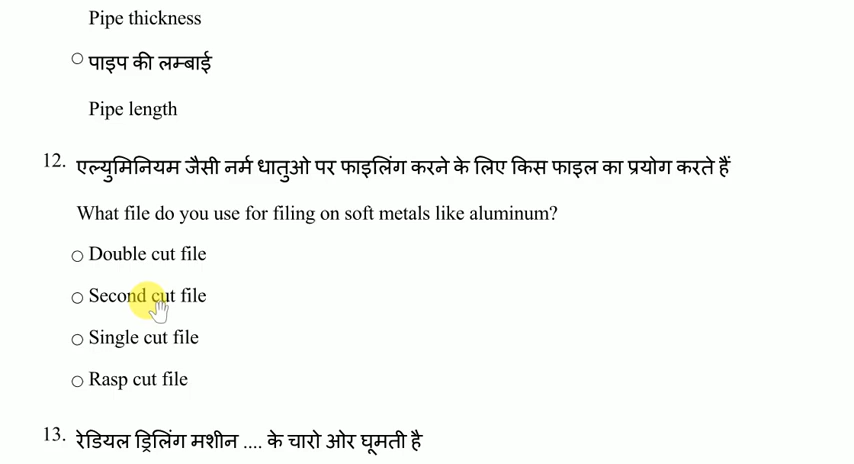 Pipe thickness
पाइप की लम्बाई
Pipe length
12. एल्युमिनियम जैसी नर्म धातुओ पर फाइलिंग करने के लिए किस फाइल का प्रयोग करते हैं
What file do you use for filing on soft metals like aluminum?
Double cut file
Second cut file
Single cut file
Rasp cut file
13. रेडियल ड्रिलिंग मशीन .... के चारो ओर घूमती है